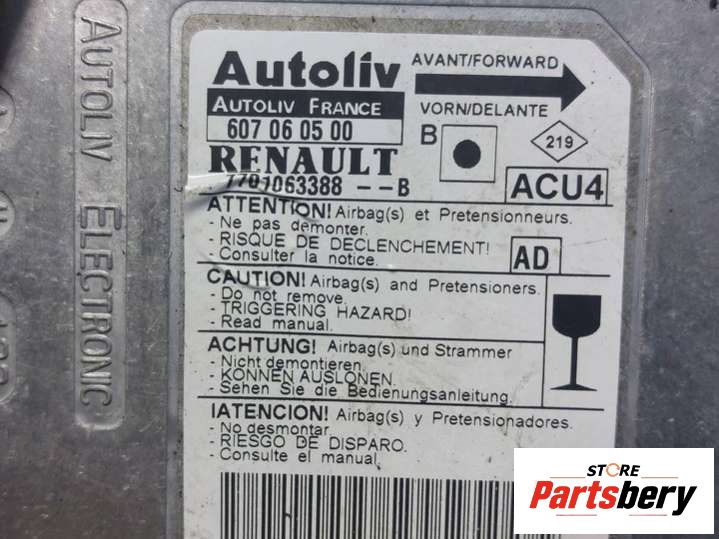 AUTOLIV ELECTRONIC
Autoliv
AVANT/FORWARD
AUTOLIV FRANCE
VORN/DELANTE
607 06 05 00
B
219
RENAULT
7701063388 --B
ACU4
ATTENTION! Airbag(s) et Pretensionneurs.
- Ne pas demonter.
- RISQUE DE DECLENCHEMENT!
- Consulter la notice.
AD
CAUTION! Airbag(s) and Pretensioners.
- Do not remove.
- TRIGGERING HAZARD!
- Read manual.
ACHTUNG! Airbag(s) und Strammer
- Nicht demontieren.
- KONNEN AUSLONEN.
- Sehen Sie die Bedienungsanleitung.
IATENCION! Airbag(s) y Pretensionadores.
- No desmontar.
- RIESGO DE DISPARO.
- Consulte el manual.
STORE
Partsbery